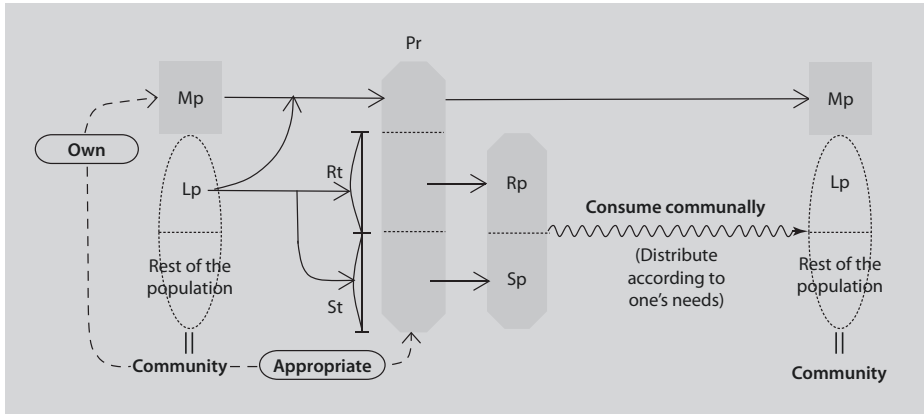 Pr
Mp
Mp
Own
Lp
Rt
Rp
Lp
Consume communally
Rest of the
population
St
Sp
(Distribute
according to
one's needs)
Rest of the
population
Community
Appropriate
Community